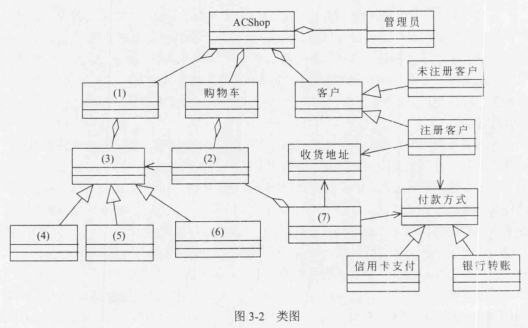 ACShop
管理员
未注册客户
(1)
购物车
客户
注册客户
收货地址
(3)
(2)
付款方式
(7)
(4)
(5)
(6)
信用卡支付
银行转账
图 3-2 类图